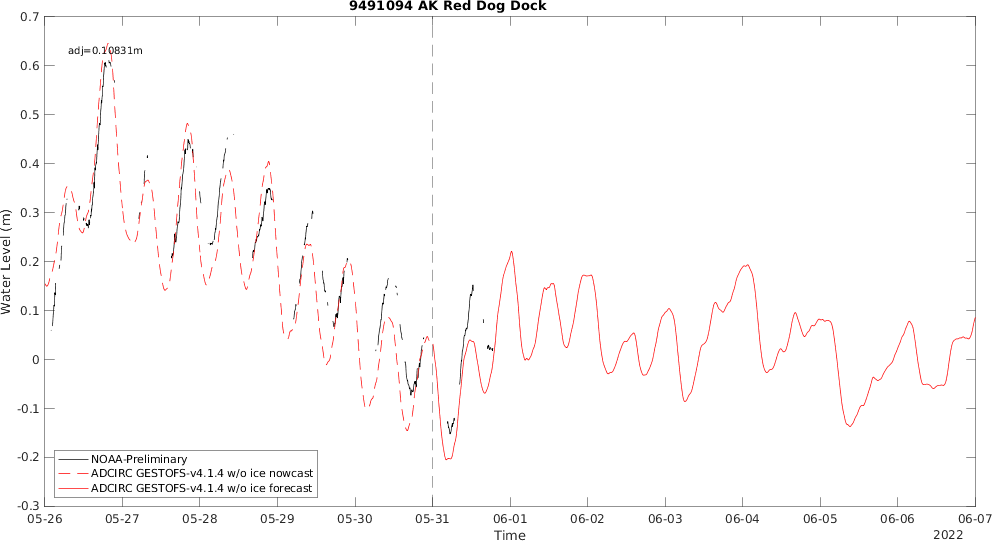 9491094 AK Red Dog Dock
0.7
0.6
0.5
0.4
0.3
0.2
0.1
0
-0.1
-0.2
-0.3
Water Level (m)
adj=0.10831m
NOAA-Preliminary
ADCIRC GESTOFS-v4.1.4 w/o ice nowcast
ADCIRC GESTOFS-v4.1.4 w/o ice forecast
05-26 05-27 05-28 05-29 05-30 05-31 06-01 06-02 06-03 06-04 06-05 06-06 06-07
Time
2022